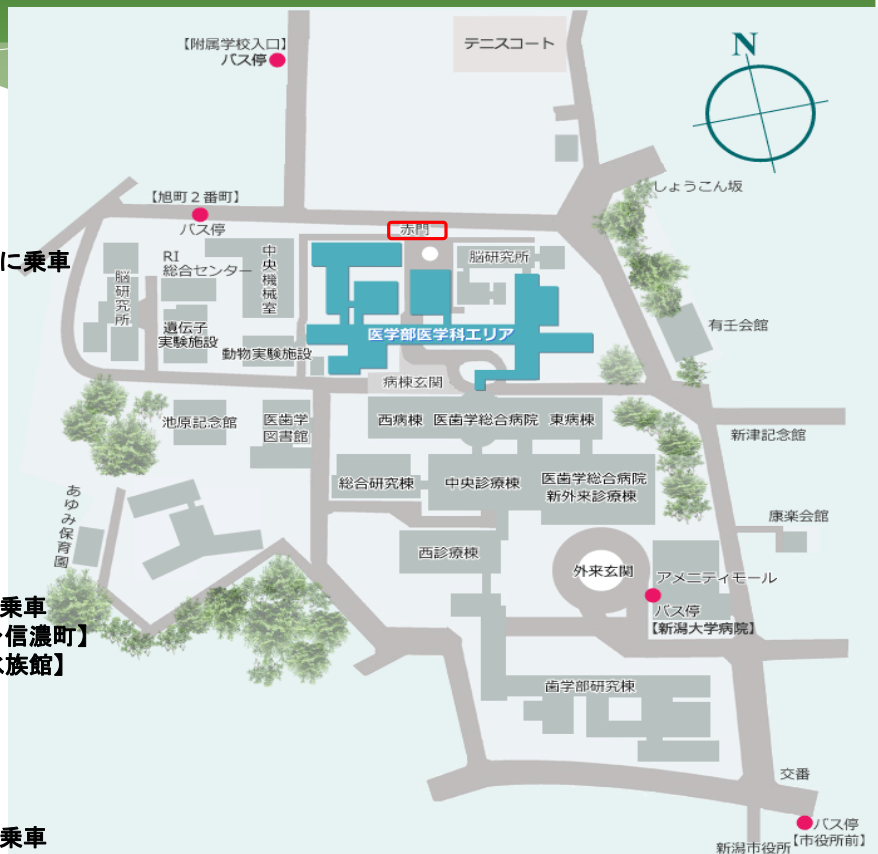 【附属学校入口】
バス停
テニスコート
N
しょうこん坂
【旭町２番町】
バス停
赤門
に乗車
RI
総合センター
中央機械室
脳研究所
脳研究所
遺伝子
実験施設
動物実験施設
医学部医学科エリア
有壬会館
病棟玄関
池原記念館
医歯学
図書館
西病棟
医歯学総合病院
東病棟
新津記念館
総合研究棟
中央診療棟
医歯学総合病院
新外来診療棟
あゆみ保育園
康楽会館
西診療棟
外来玄関
アメニティモール
バス停
【新潟大学病院】
乗車
信濃町】
族館】
歯学部研究棟
交番
バス停
【市役所前】
新潟市役所
乗車